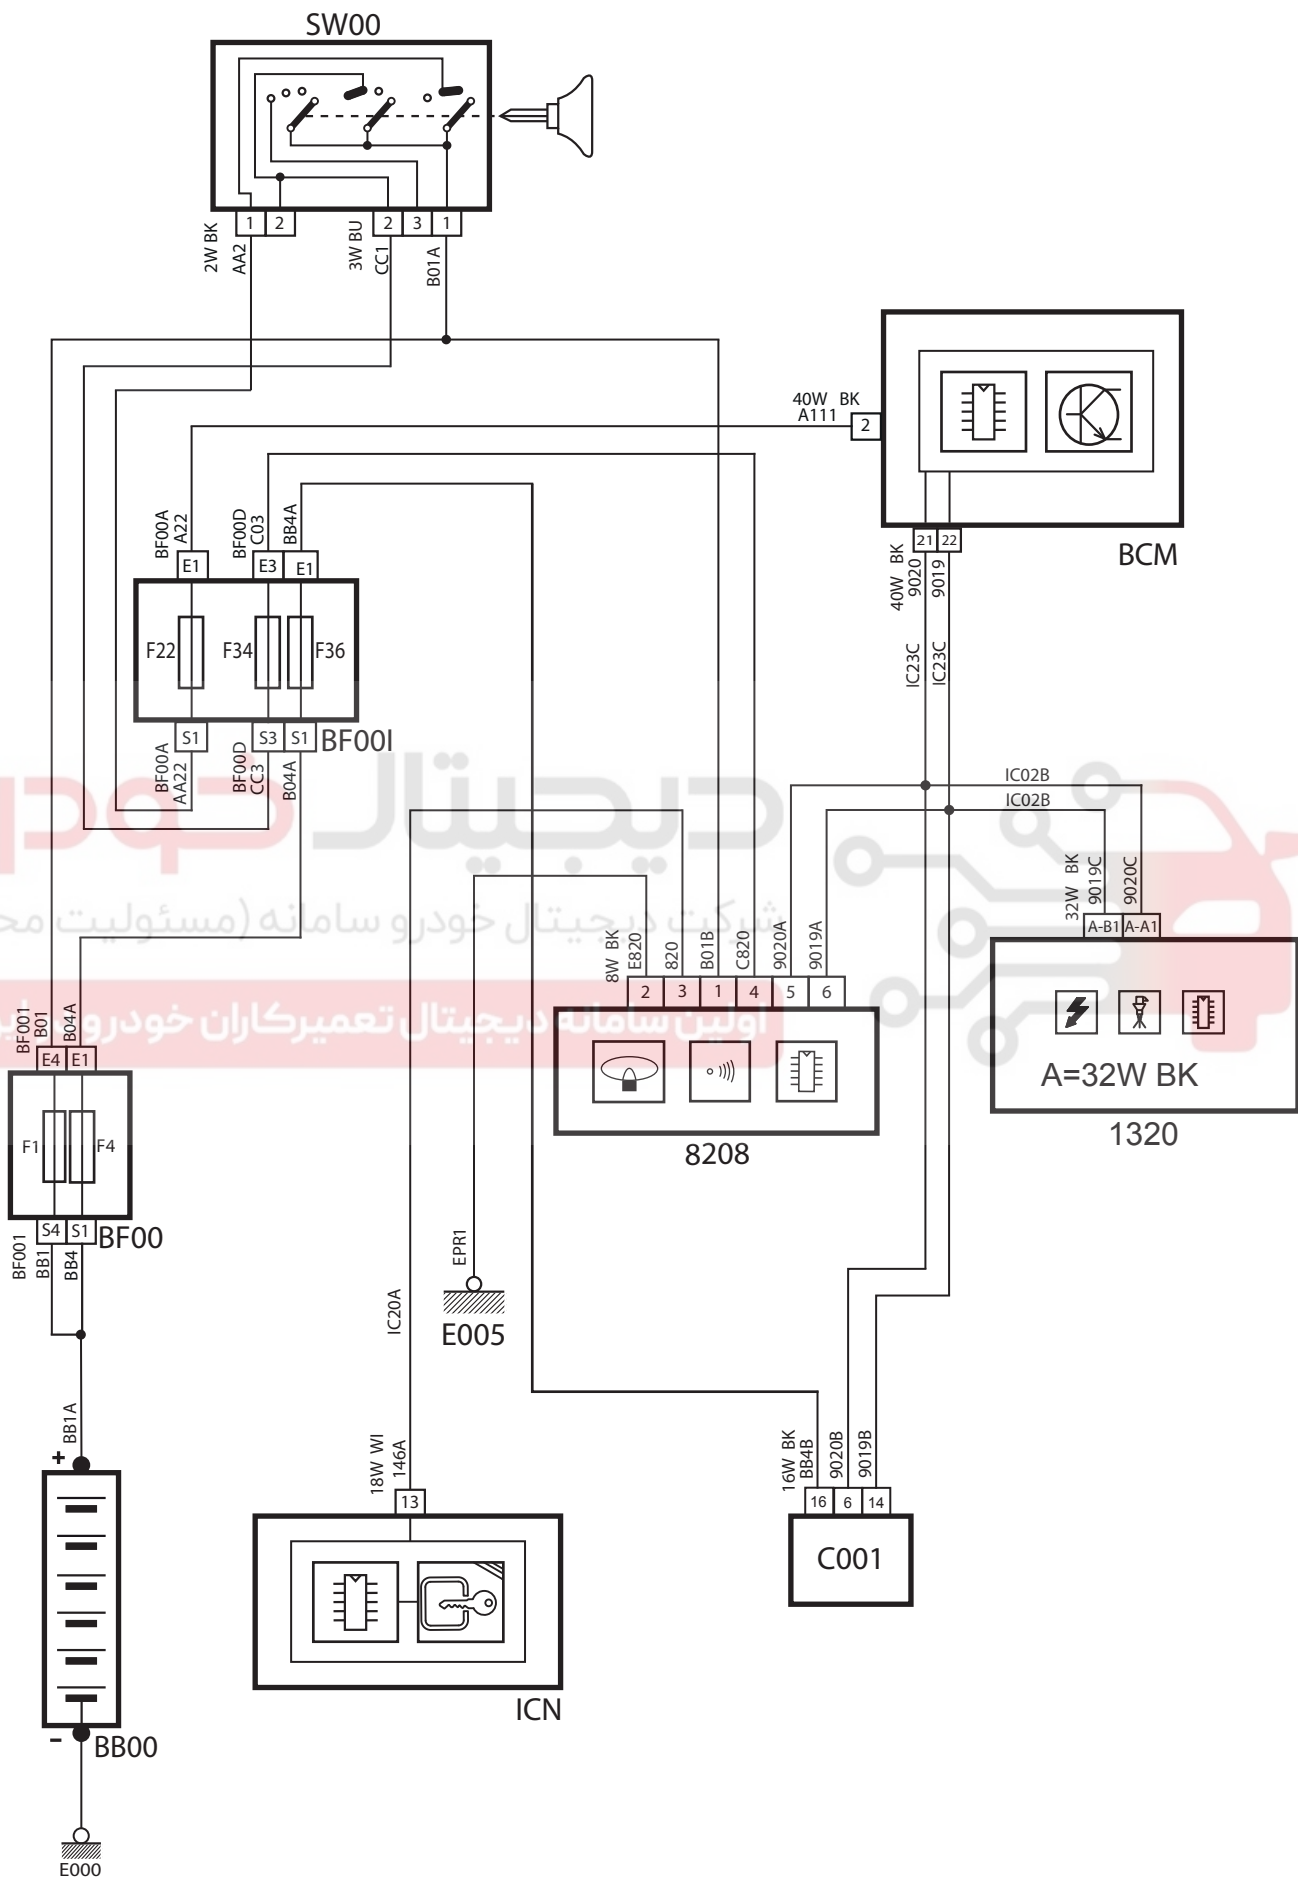 SW00
1
2
2
3
1
2W BK
AA2
3W BU
CC1
B01A
40W BK
A111
2
BCM
21
22
40W BK
9020
9019
IC23C
IC23C
BF00A
A22
BF00D
C03
BB4A
E1
E3
E1
F22
F34
F36
S1
S3
S1
BF00I
BF00A
AA22
BF00D
CC3
B04A
IC02B
IC02B
32W BK
9019C
9020C
A-B1
A-A1
A=32W BK
1320
دیجیتال خودرو
شرکت دیجیتال خودرو سامانه (مسئولیت
اولین سامانه دیجیتال تعمیرکاران خودرو
8W BK
E820
820
B01B
C820
9020A
9019A
2
3
1
4
5
6
8208
BF001
B01
B04A
E4
E1
F1
F4
S4
S1
BF00
BF001
BB1
BB4
EPR1
E005
IC20A
BB1A
+
-
BB00
E000
18W WI
146A
13
ICN
16W BK
BB4B
9020B
9019B
16
6
14
C001